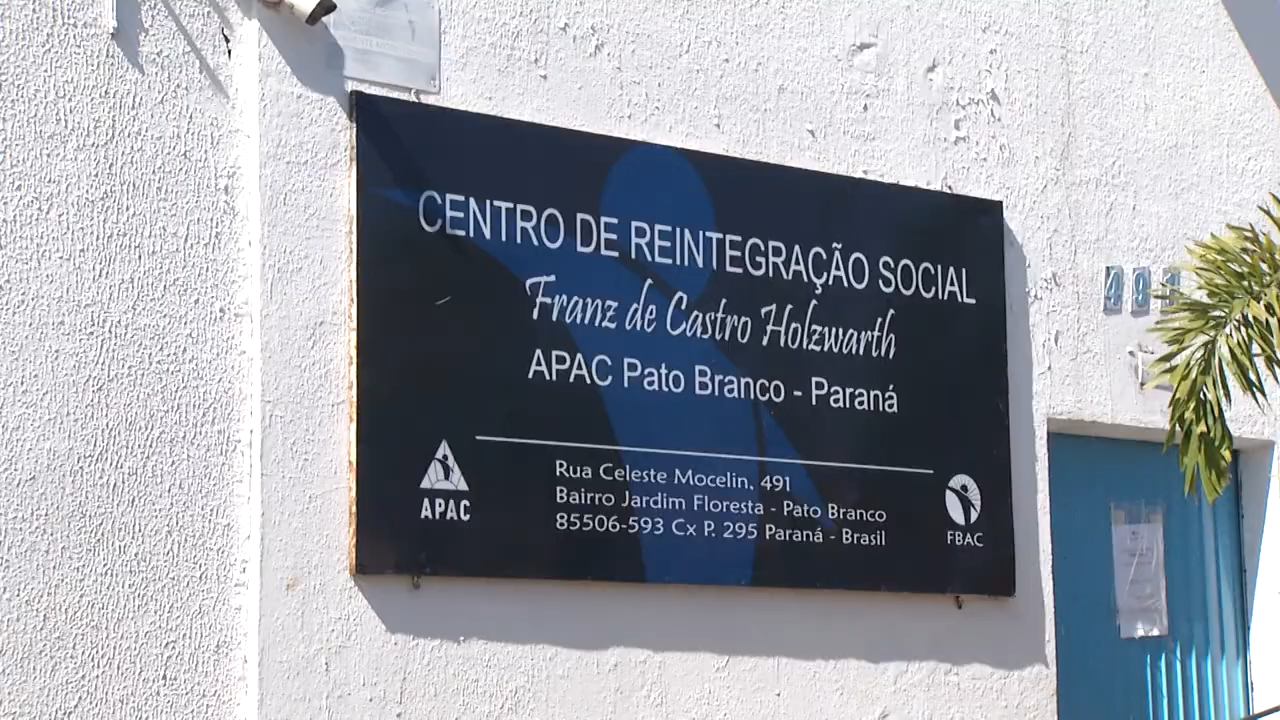 CENTRO DE REINTEGRAÇÃO SOCIAL
Franz de Castro Holzwarth
APAC Pato Branco - Paraná
Rua Celeste Mocelin, 491
Bairro Jardim Floresta - Pato Branco
85506-593 Cx P. 295 Paraná - Brasil
APAC
FBAC
491